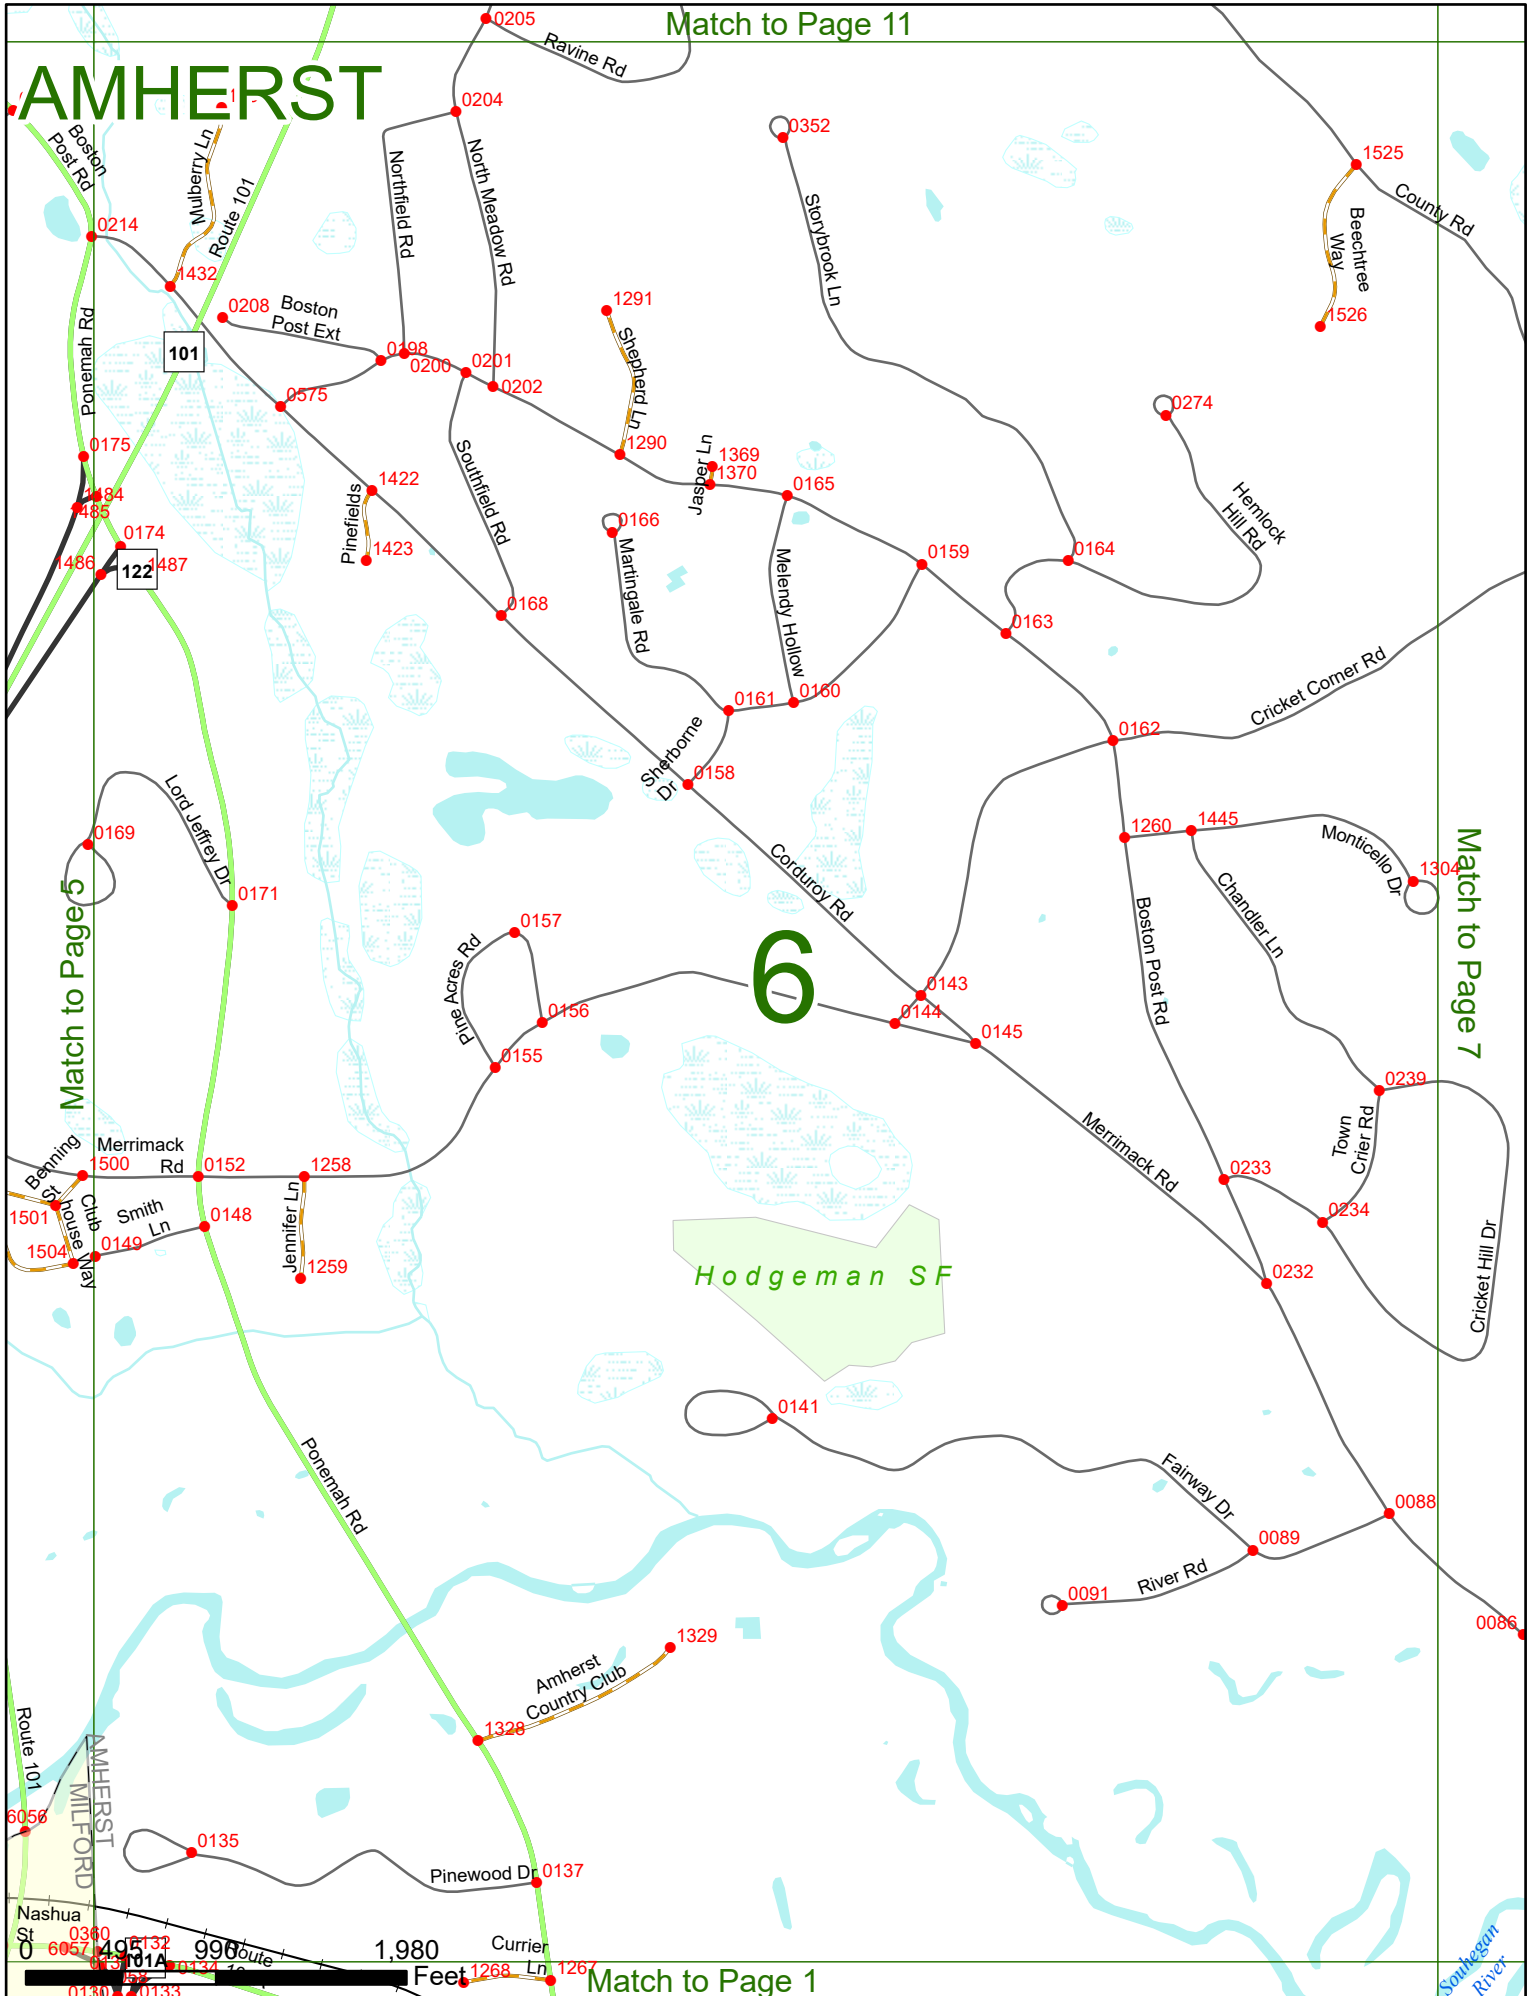 Match to Page 11
AMHERST
0205
Ravine Rd
0204
0352
1525
Boston
Post Rd
Mulberry Ln
Route 101
Northfield Rd
North Meadow Rd
Storybrook Ln
County Rd
Beechtree
Way
0214
1432
0208
Boston
Post Ext
1291
1526
Ponemah Rd
101
0198
0200
0201
0202
Shepherd Ln
0575
0274
0175
1422
Southfield Rd
1290
Jasper Ln
1369
1370
0165
Hemlock
Hill Rd
1484
485
Pinefields
0166
0174
1486
122
1487
1423
Martingale Rd
Melendy Hollow
0159
0164
0168
0163
Cricket Corner Rd
0161
0160
0162
Sherborne
Dr
0158
Lord Jeffrey Dr
0169
1260
1445
Monticello Dr
1304
Match to Page 7
Corduroy Rd
Chandler Ln
Match to Page 5
0171
0157
Boston Post Rd
Pine Acres Rd
6
0156
0143
0144
0145
0155
0239
Town
Crier Rd
Merrimack Rd
Merrimack
Rd
Benning
St
1500
0152
1258
0233
0234
Club
house Way
Smith
Ln
1501
0148
Jennifer Ln
1504
0149
1259
Hodgeman SF
0232
Cricket Hill Dr
0141
Ponemah Rd
Fairway Dr
0088
0089
River Rd
0091
0086
1329
Amherst
Country Club
1328
Route 101
AMHERST
MILFORD
6056
0135
Pinewood Dr
0137
Nashua
St
0360
6057
0132
101A
0134
Route
0130
0133
0
495
990
1,980
Feet
Currier
Ln
1268
1267
Match to Page 1
Souhegan
River